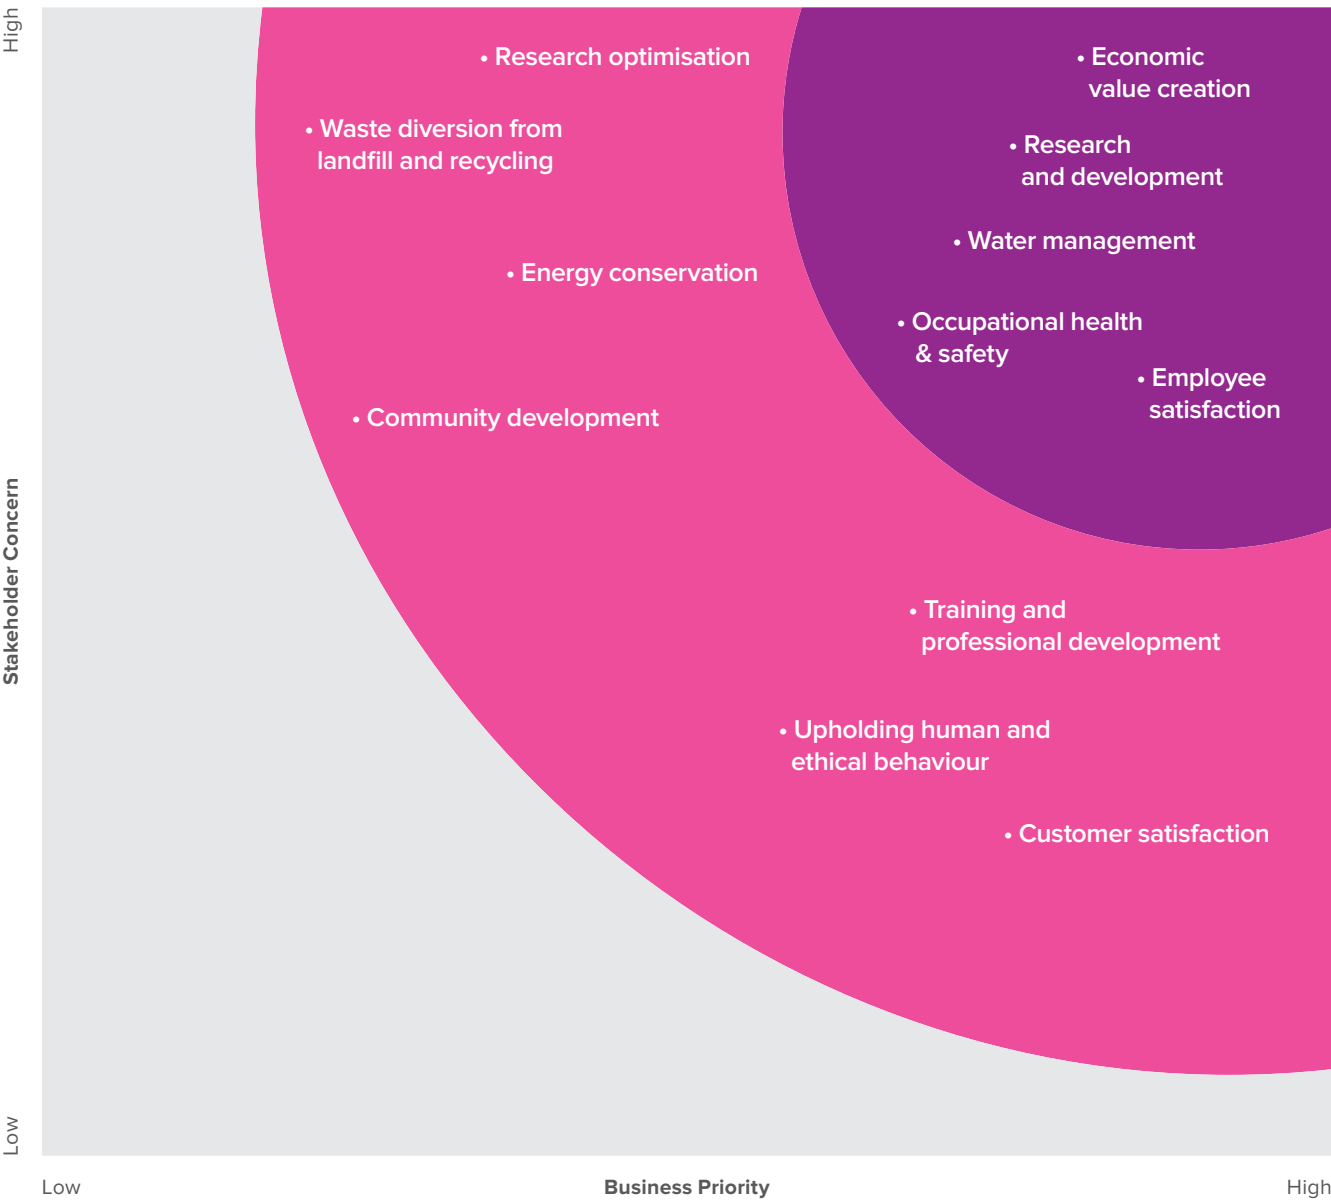 High
• Research optimisation
• Economic
value creation
• Waste diversion from
landfill and recycling
• Research
and development
• Water management
• Energy conservation
• Occupational health
& safety
• Employee
satisfaction
• Community development
Stakeholder Concern
• Training and
professional development
• Upholding human and
ethical behaviour
• Customer satisfaction
Low
Low
Business Priority
High